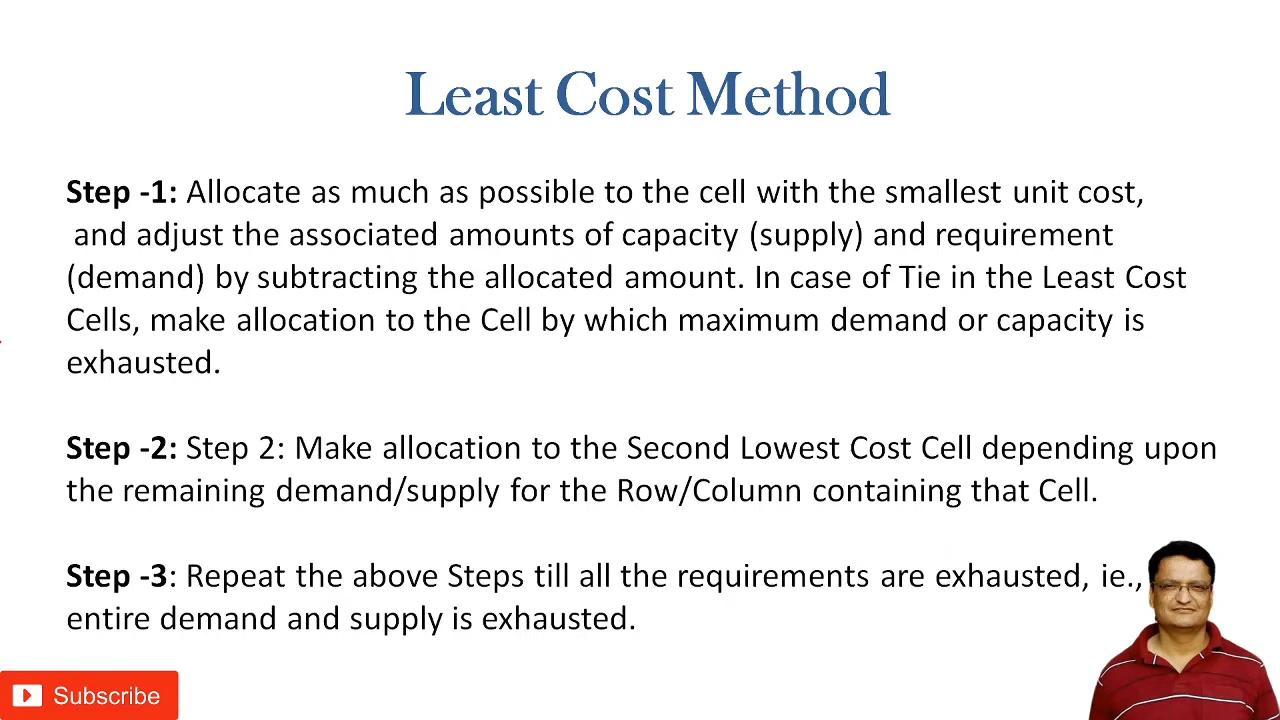 Least Cost Method
Step -1: Allocate as much as possible to the cell with the smallest unit cost,
and adjust the associated amounts of capacity (supply) and requirement
(demand) by subtracting the allocated amount. In case of Tie in the Least Cost
Cells, make allocation to the Cell by which maximum demand or capacity is
exhausted.
Step -2: Step 2: Make allocation to the Second Lowest Cost Cell depending upon
the remaining demand/supply for the Row/Column containing that Cell.
Step -3: Repeat the above Steps till all the requirements are exhausted, ie.,
entire demand and supply is exhausted.
Subscribe